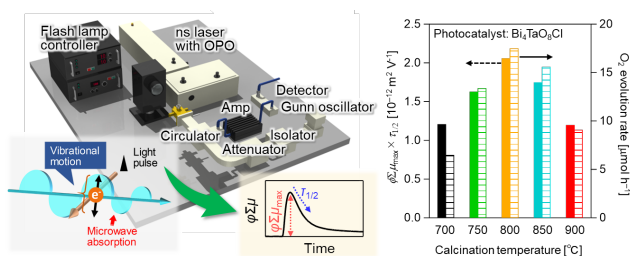 Flash lamp
controller
ns laser
with OPO
Detector
Gunn oscillator
Amp
Isolator
Circulator
Attenuator
Vibrational
motion
Light
pulse
e⁻
Microwave
absorption
φΣμ
φΣμmax
τ1/2
Time
Photocatalyst: Bi4TaO8Cl
φΣμmax × τ1/2 [10⁻¹² m² V⁻¹]
2.5
2.0
1.5
1.0
0.5
0.0
20
15
10
5
0
O2 evolution
rate [μmol h⁻¹]
700 750 800 850 900
Calcination temperature [°C]